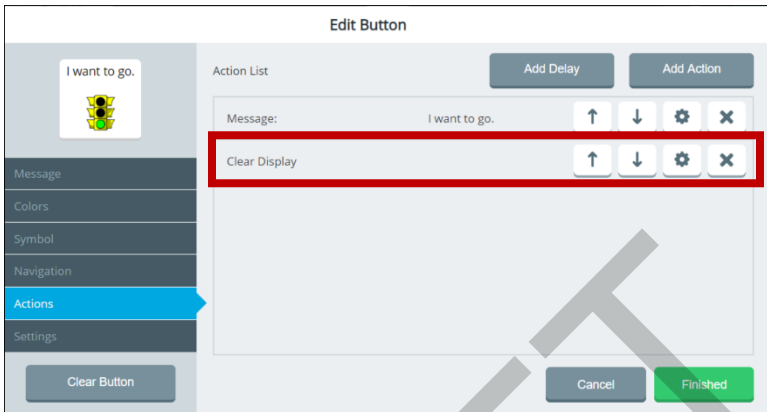 Edit Button
I want to go.
Action List
Add Delay
Add Action
Message: I want to go.
Clear Display
Message
Colors
Symbol
Navigation
Actions
Settings
Clear Button
Cancel
Finished